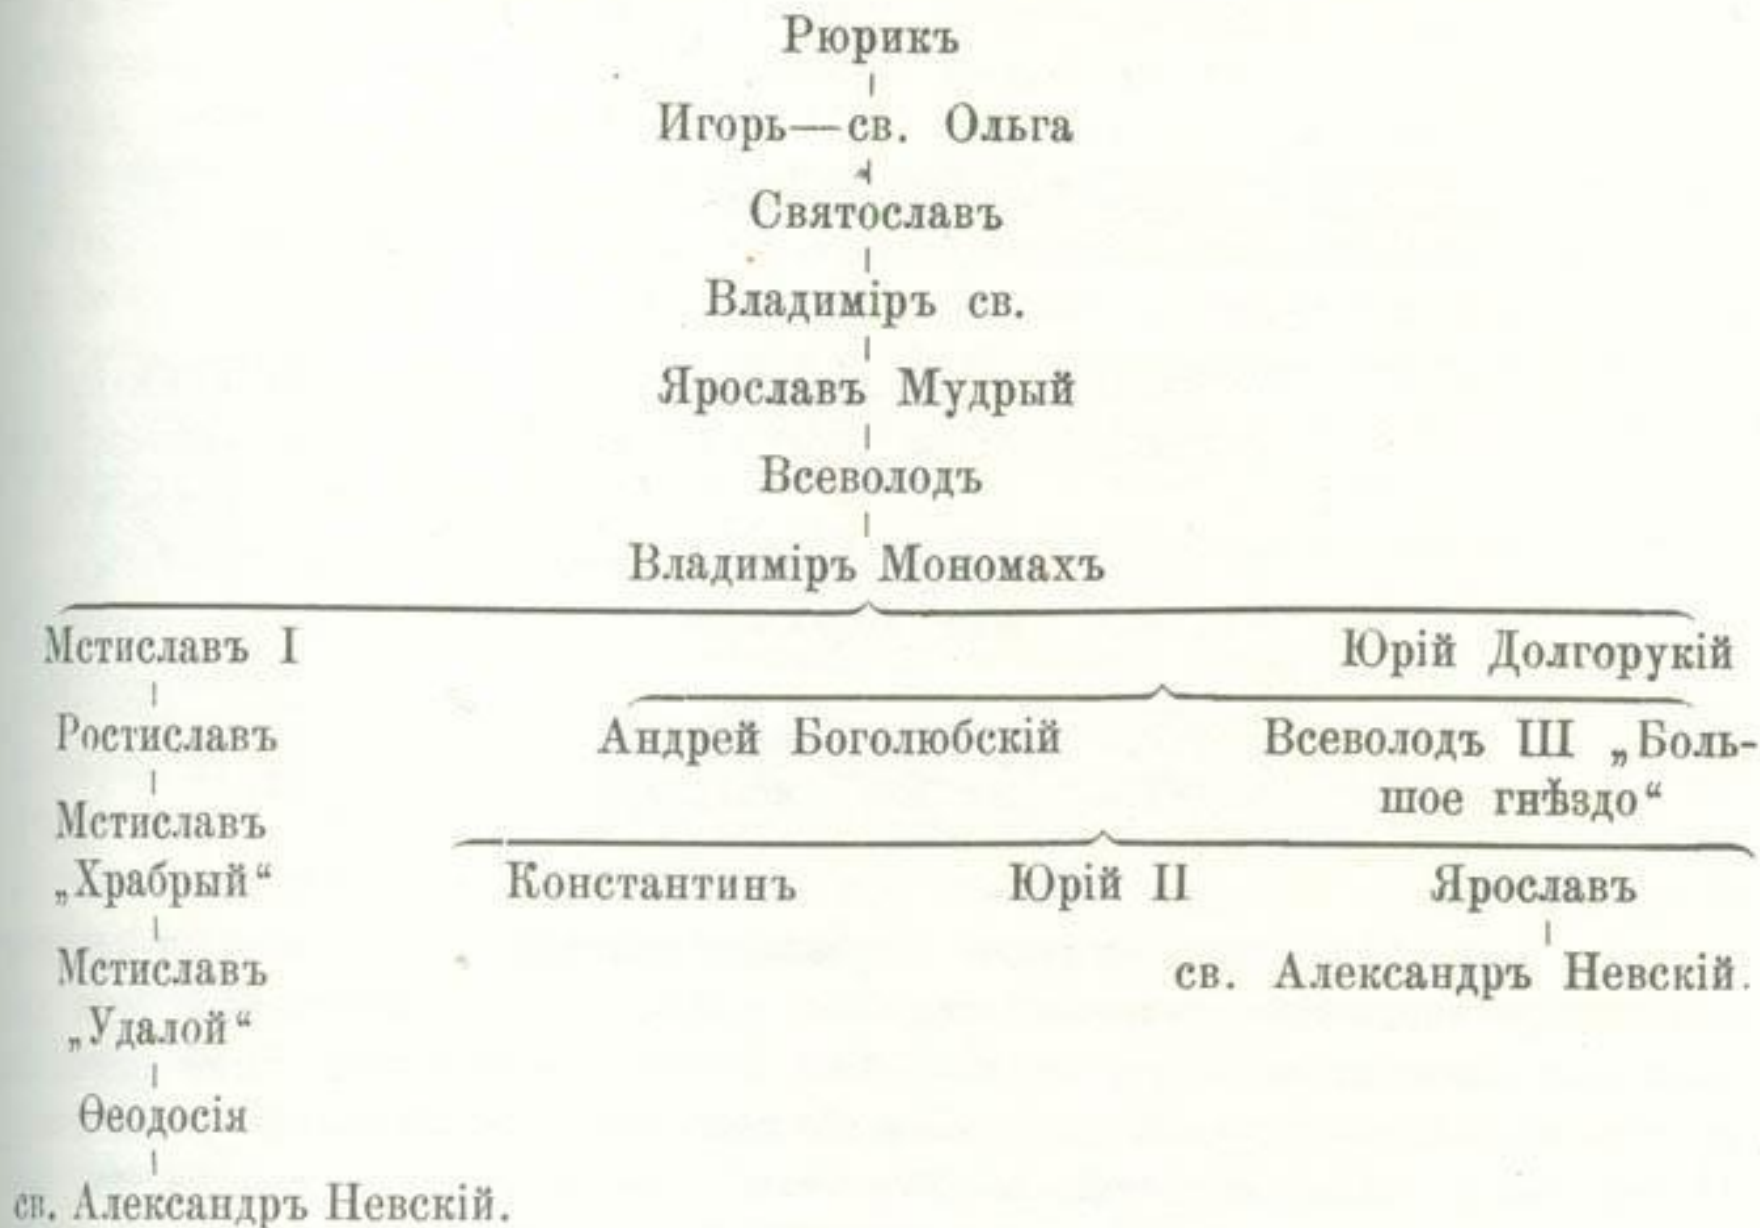 Рюрикъ
Игорь—св. Ольга
Святославъ
Владиміръ св.
Ярославъ Мудрый
Всеволодъ
Владиміръ Мономахъ
Мстиславъ I Юрій Долгорукій
Ростиславъ Андрей Боголюбскій Всеволодъ III „Боль-
шое гнѣздо“
Мстиславъ
„Храбрый“ Константинъ Юрій II Ярославъ
Мстиславъ св. Александръ Невскій.
„Удалой“
Ѳеодосія
св. Александръ Невскій.